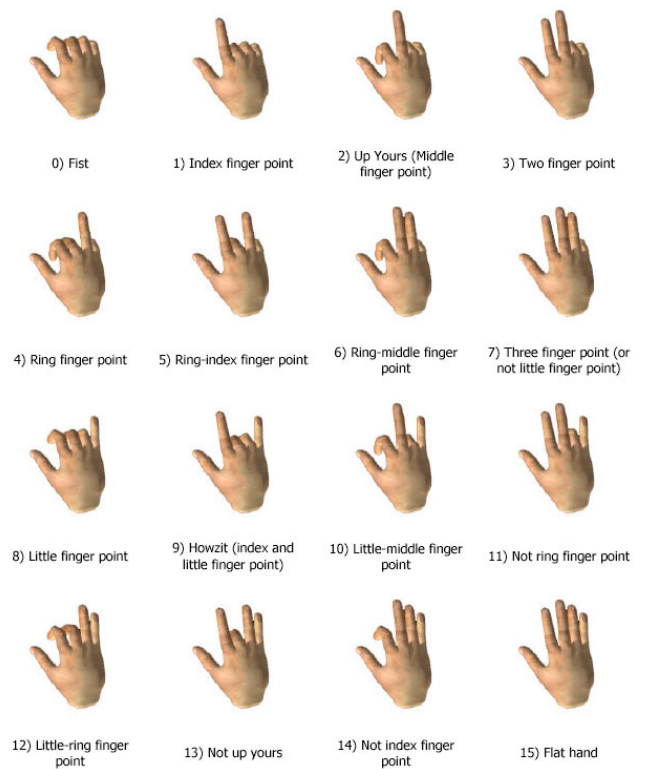 0) Fist
1) Index finger point
2) Up Yours (Middle
finger point)
3) Two finger point
4) Ring finger point
5) Ring-index finger point
6) Ring-middle finger
point
7) Three finger point (or
not little finger point)
8) Little finger point
9) Howzit (index and
little finger point)
10) Little-middle finger
point
11) Not ring finger point
12) Little-ring finger
point
13) Not up yours
14) Not index finger
point
15) Flat hand